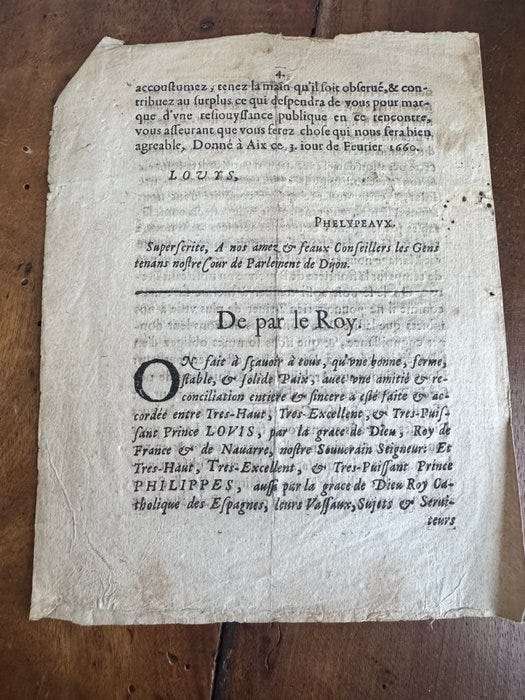 4.
accoustumez, tenez la main qu'il soit obserué, & con-
tribuez au surplus ce qui despendra de vous pour mar-
que d'vne resiouyssance publique en ce rencontre,
vous asseurant que vous ferez chose qui nous sera bien
agreable, Donné à Aix ce 3. iour de Feurier 1660.
LOUYS,
PHELYPEAVX.
Superscrite, A nos amez & feaux Conseillers les Gens
tenans nostre Cour de Parlement de Dijon.
De par le Roy.
ON fait à sçauoir à tous, qu'vne bonne, ferme,
stable, & solide Paix, auec vne amitié & re-
conciliation entiere & sincere a esté faite & ac-
cordée entre Tres-Haut, Tres-Excellent, & Tres-Puis-
sant Prince LOVIS, par la grace de Dieu, Roy de
France & de Nauarre, nostre Souuerain Seigneur: Et
Tres-Haut, Tres-Excellent, & Tres-Puissant Prince
PHILIPPES, aussi par la grace de Dieu Roy Ca-
tholique des Espagnes, leurs Vassaux, Sujets & Serui-
teurs